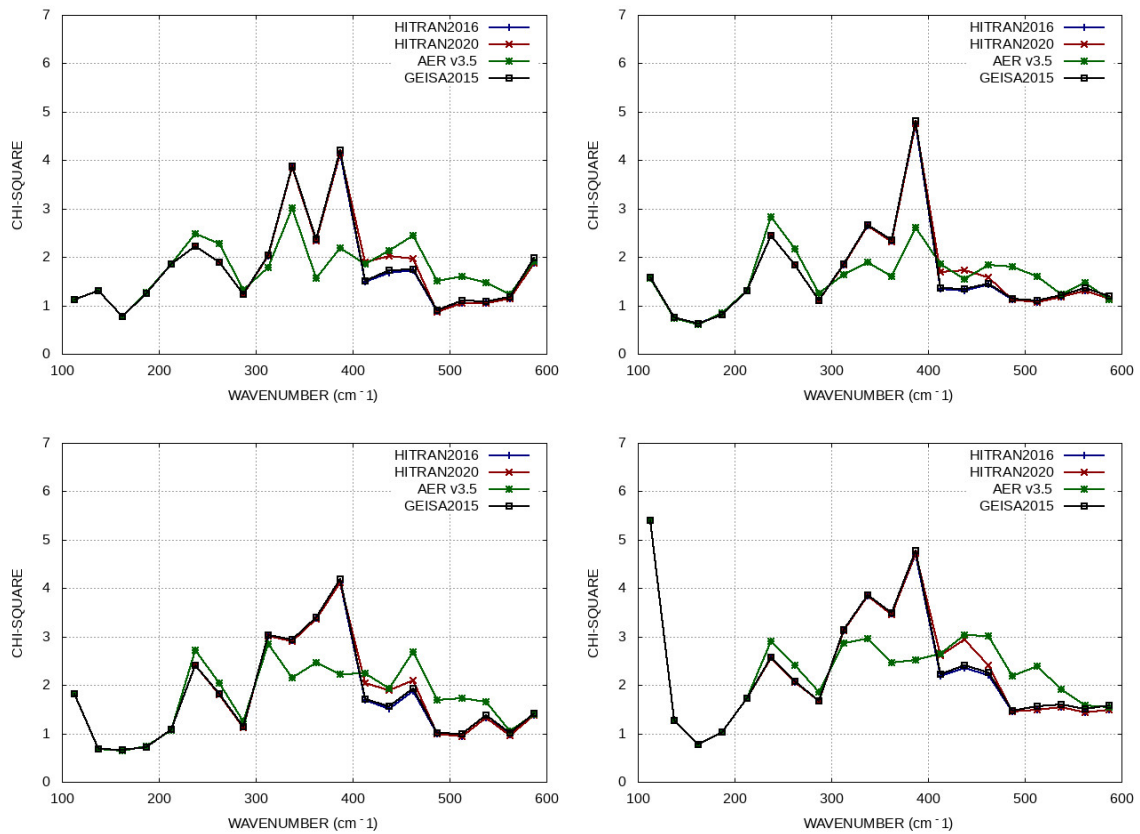 7
6
5
4
3
2
1
0
CHI-SQUARE
HITRAN2016
HITRAN2020
AER v3.5
GEISA2015
100 200 300 400 500 600
WAVENUMBER (cm⁻1)
7
6
5
4
3
2
1
0
CHI-SQUARE
HITRAN2016
HITRAN2020
AER v3.5
GEISA2015
100 200 300 400 500 600
WAVENUMBER (cm⁻1)
7
6
5
4
3
2
1
0
CHI-SQUARE
HITRAN2016
HITRAN2020
AER v3.5
GEISA2015
100 200 300 400 500 600
WAVENUMBER (cm⁻1)
7
6
5
4
3
2
1
0
CHI-SQUARE
HITRAN2016
HITRAN2020
AER v3.5
GEISA2015
100 200 300 400 500 600
WAVENUMBER (cm⁻1)